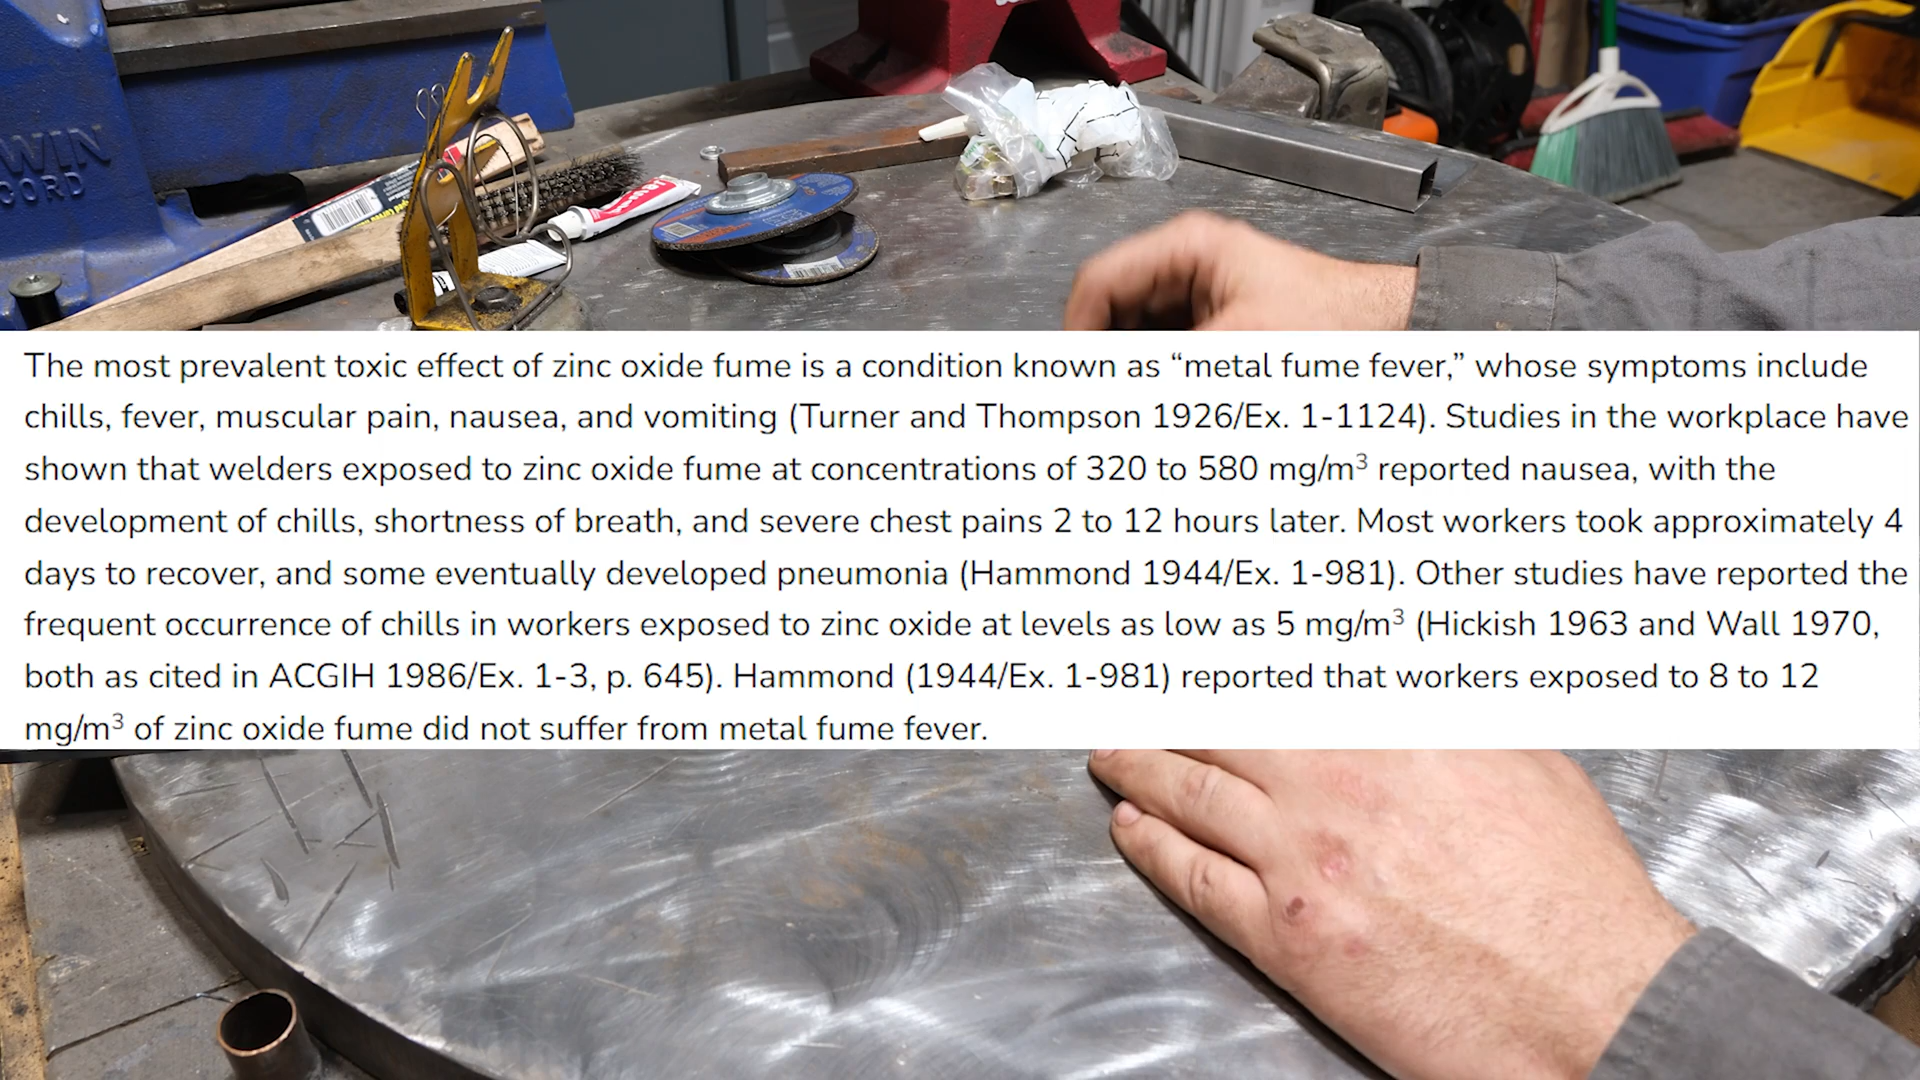 WIN
CORD
The most prevalent toxic effect of zinc oxide fume is a condition known as “metal fume fever,” whose symptoms include
chills, fever, muscular pain, nausea, and vomiting (Turner and Thompson 1926/Ex. 1-1124). Studies in the workplace have
shown that welders exposed to zinc oxide fume at concentrations of 320 to 580 mg/m³ reported nausea, with the
development of chills, shortness of breath, and severe chest pains 2 to 12 hours later. Most workers took approximately 4
days to recover, and some eventually developed pneumonia (Hammond 1944/Ex. 1-981). Other studies have reported the
frequent occurrence of chills in workers exposed to zinc oxide at levels as low as 5 mg/m³ (Hickish 1963 and Wall 1970,
both as cited in ACGIH 1986/Ex. 1-3, p. 645). Hammond (1944/Ex. 1-981) reported that workers exposed to 8 to 12
mg/m³ of zinc oxide fume did not suffer from metal fume fever.